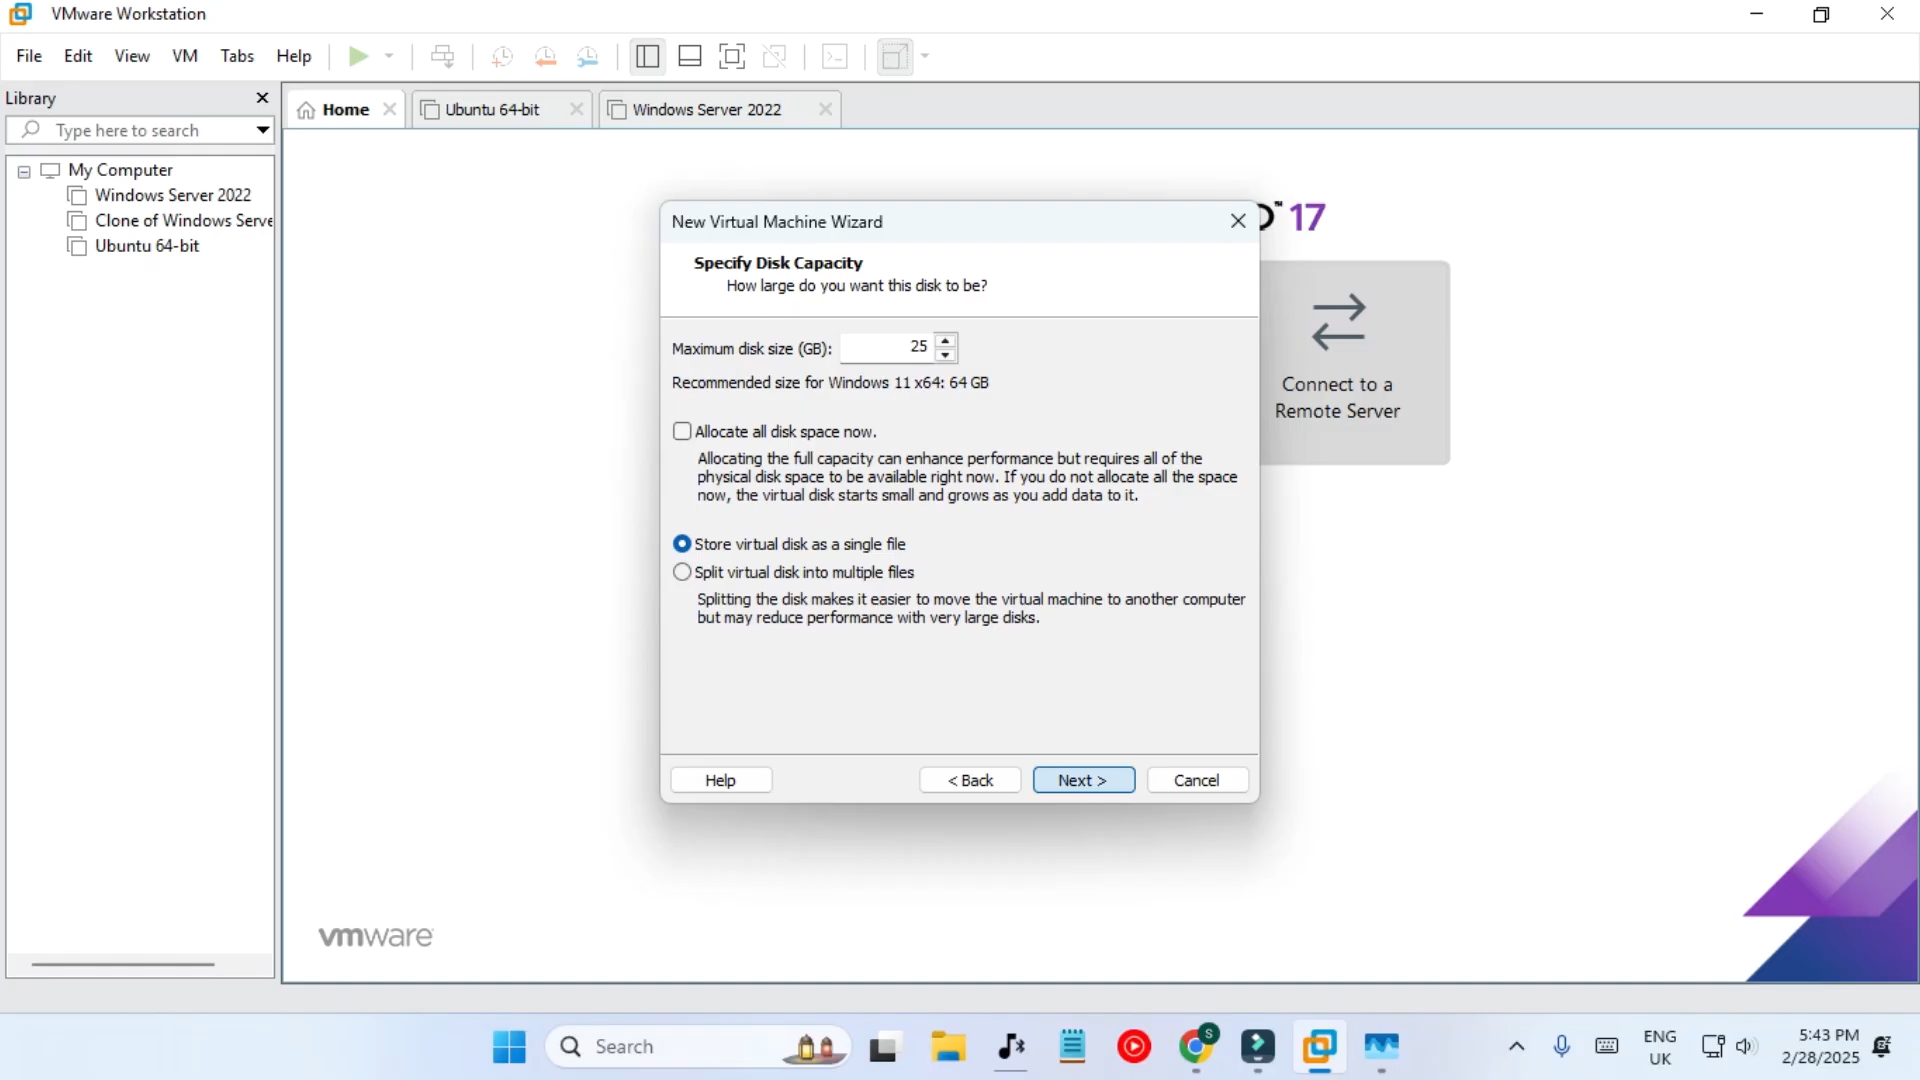 VMware Workstation
File Edit View VM Tabs Help
Library
Type here to search
My Computer
Windows Server 2022
Clone of Windows Serve
Ubuntu 64-bit
Home
Ubuntu 64-bit
Windows Server 2022
™ 17
Connect to a
Remote Server
New Virtual Machine Wizard
Specify Disk Capacity
How large do you want this disk to be?
Maximum disk size (GB): 25
Recommended size for Windows 11 x64: 64 GB
Allocate all disk space now.
Allocating the full capacity can enhance performance but requires all of the
physical disk space to be available right now. If you do not allocate all the space
now, the virtual disk starts small and grows as you add data to it.
Store virtual disk as a single file
Split virtual disk into multiple files
Splitting the disk makes it easier to move the virtual machine to another computer
but may reduce performance with very large disks.
Help
< Back
Next >
Cancel
vmware
Search
S
ENG
UK
5:43 PM
2/28/2025